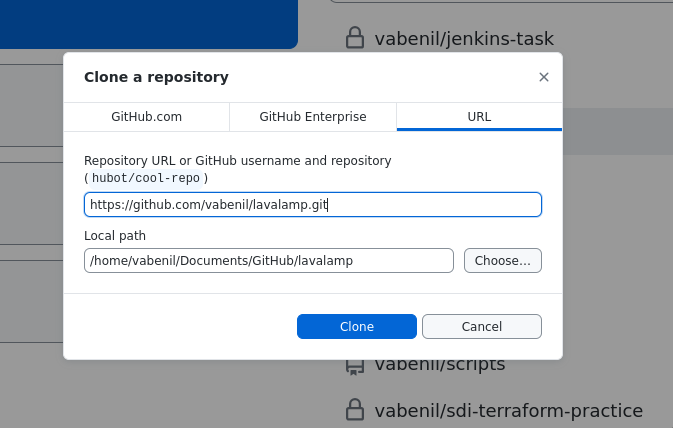 vabenil/jenkins-task
Clone a repository
×
GitHub.com
GitHub Enterprise
URL
Repository URL or GitHub username and repository
( hubot/cool-repo )
https://github.com/vabenil/lavalamp.git
Local path
/home/vabenil/Documents/GitHub/lavalamp
Choose…
Clone
Cancel
vabenil/scripts
vabenil/sdi-terraform-practice